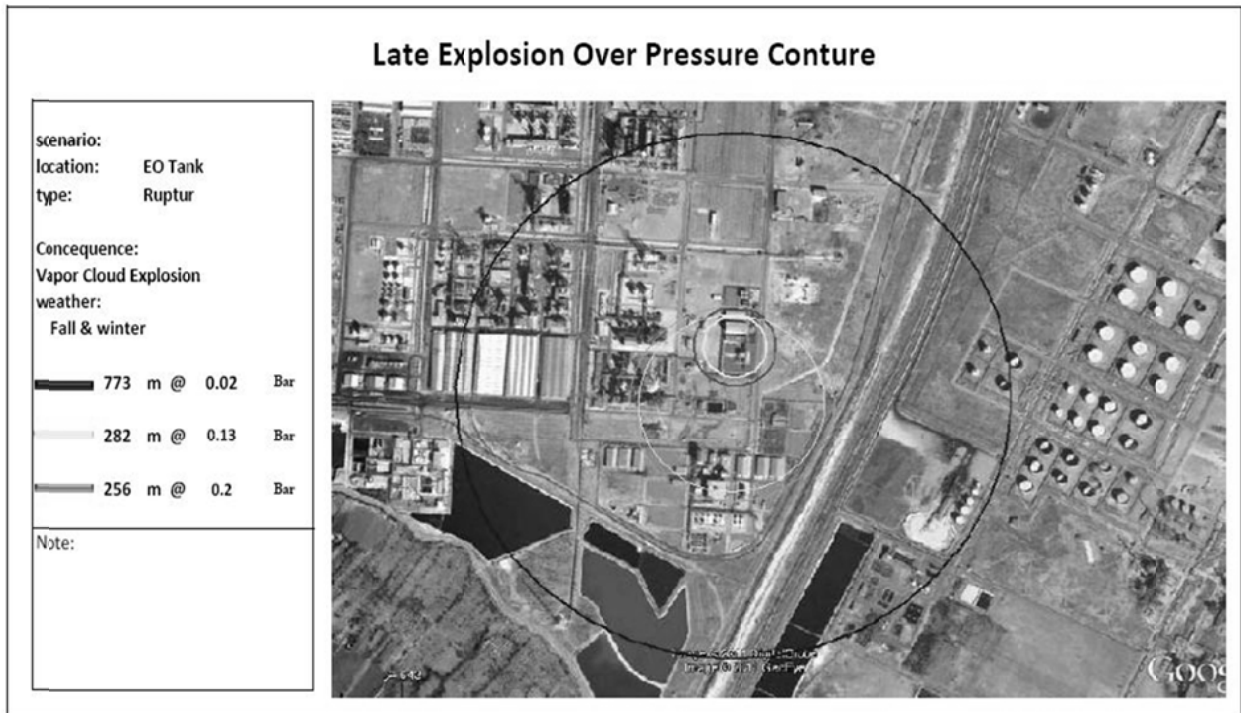 Late Explosion Over Pressure Conture
scenario:
location: EO Tank
type: Ruptur
Concequence:
Vapor Cloud Explosion
weather:
Fall & winter
773 m @ 0.02 Bar
282 m @ 0.13 Bar
256 m @ 0.2 Bar
Note:
Goog